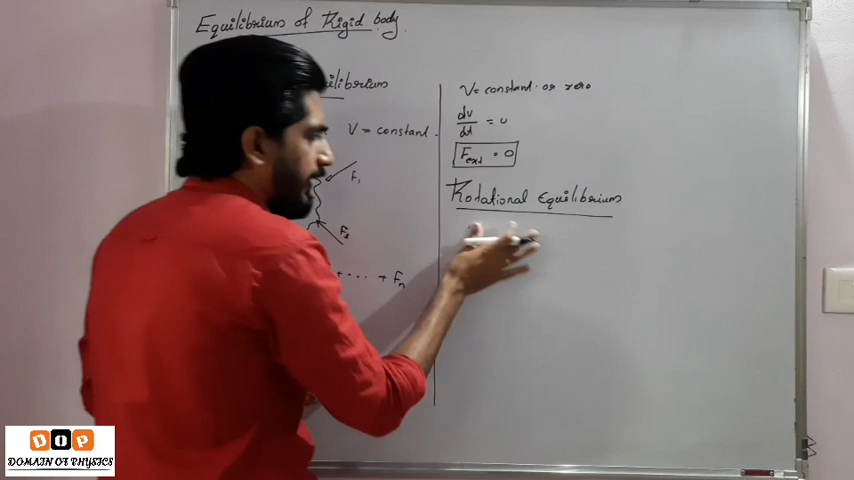 Equilibrium of Rigid body
ilibrium
V = constant.
F₁
F₂
+ ... + Fₙ
V = constant or zero
dv/dt = 0
Fext = 0
Rotational Equilibrium
DOP
DOMAIN OF PHYSICS